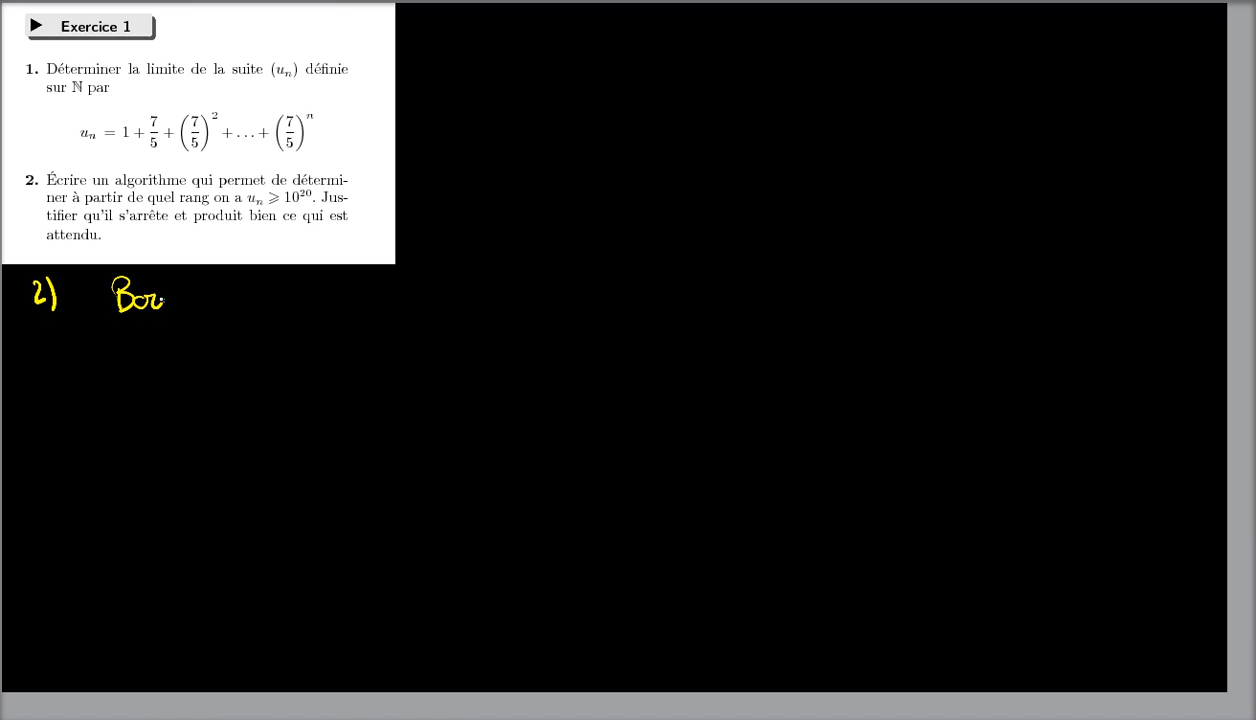 Exercice 1
1. Déterminer la limite de la suite (uₙ) définie
sur ℕ par
uₙ = 1 + 7/5 + (7/5)² + ... + (7/5)ⁿ
2. Écrire un algorithme qui permet de détermi-
ner à partir de quel rang on a uₙ ⩾ 10²⁰. Jus-
tifier qu'il s'arrête et produit bien ce qui est
attendu.
2) Bor